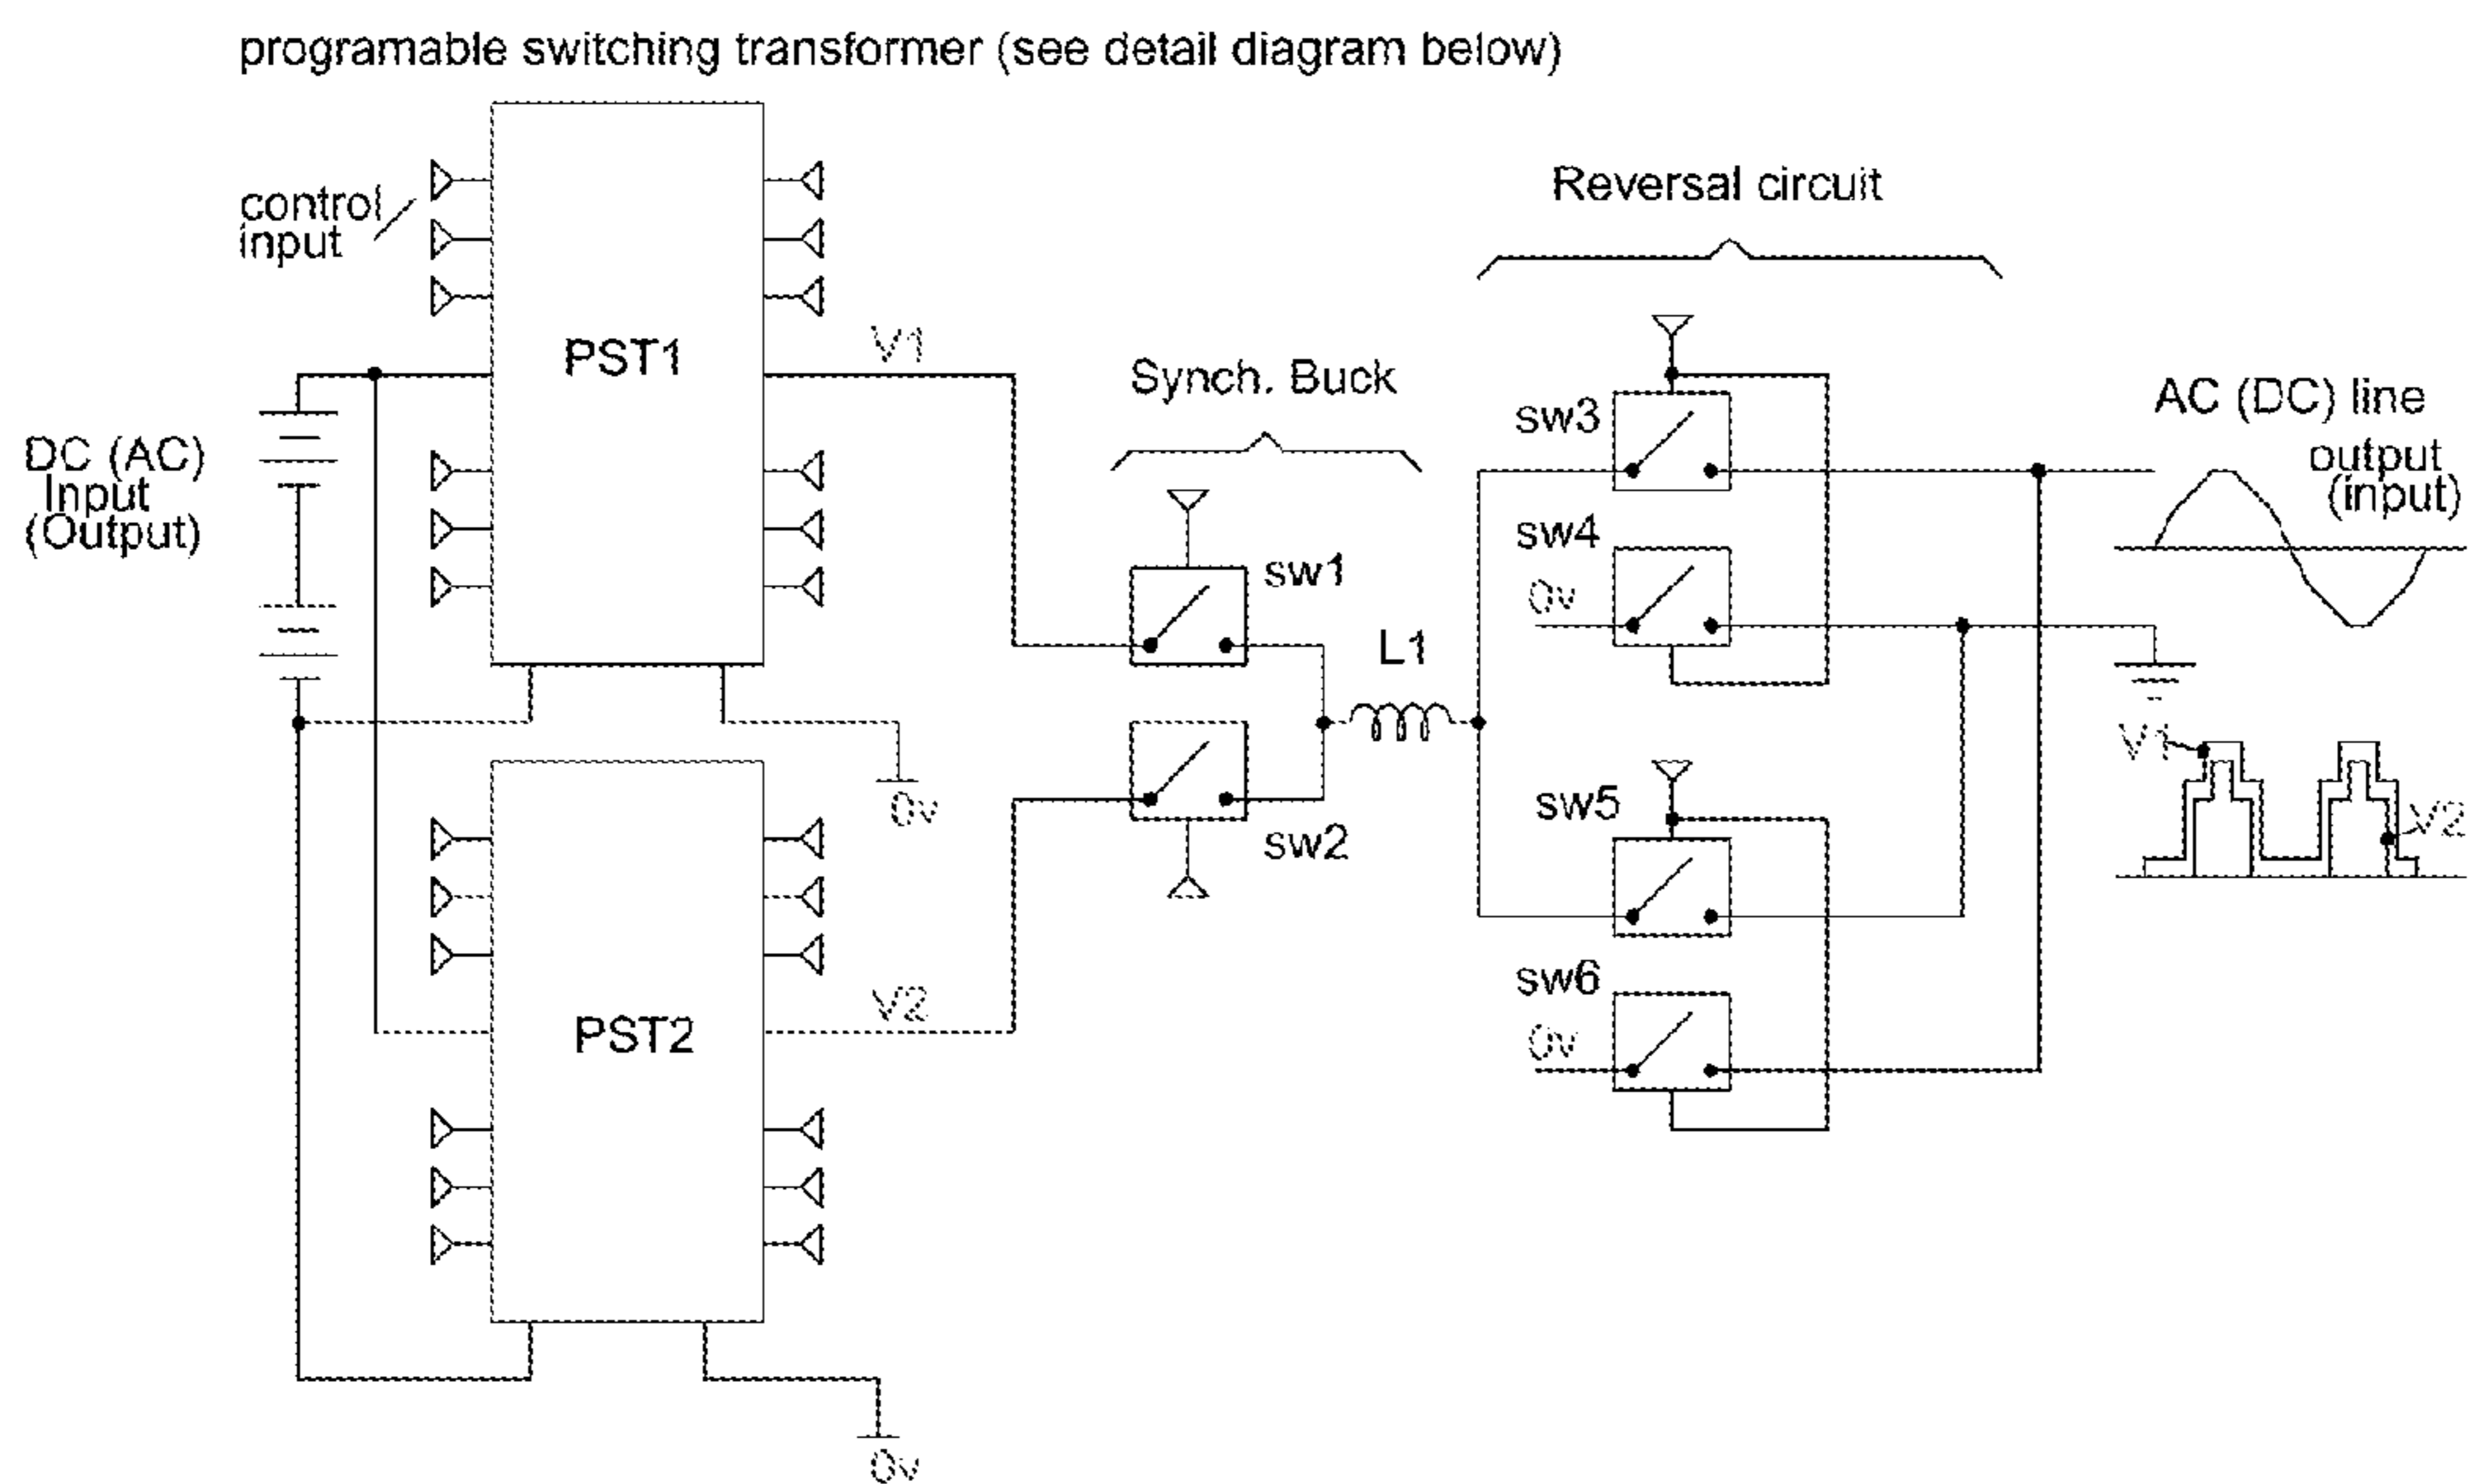 programable switching transformer (see detail diagram below)
control
input
Reversal circuit
PST1
V1
Synch. Buck
sw3
AC (DC) line
output
(input)
DC (AC)
Input
(Output)
sw4
0v
sw1
L1
V1
0v
sw2
sw5
V2
sw6
V2
PST2
0v
0v